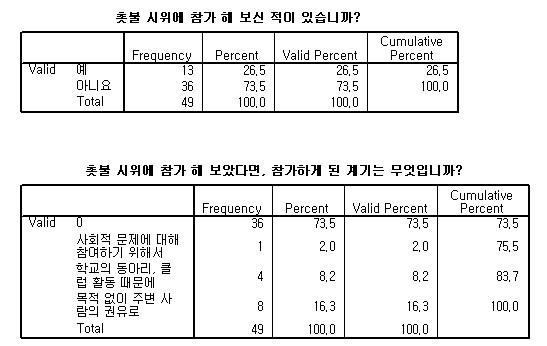 촛불 시위에 참가 해 보신 적이 있습니까?
Frequency Percent Valid Percent Cumulative Percent
Valid 예 13 26,5 26,5 26,5
아니요 36 73,5 73,5 100,0
Total 49 100,0 100,0
촛불 시위에 참가 해 보았다면, 참가하게 된 계기는 무엇입니까?
Frequency Percent Valid Percent Cumulative Percent
Valid 0 36 73,5 73,5 73,5
사회적 문제에 대해
참여하기 위해서 1 2,0 2,0 75,5
학교의 동아리, 클
럽 활동 때문에 4 8,2 8,2 83,7
목적 없이 주변 사
람의 권유로 8 16,3 16,3 100,0
Total 49 100,0 100,0